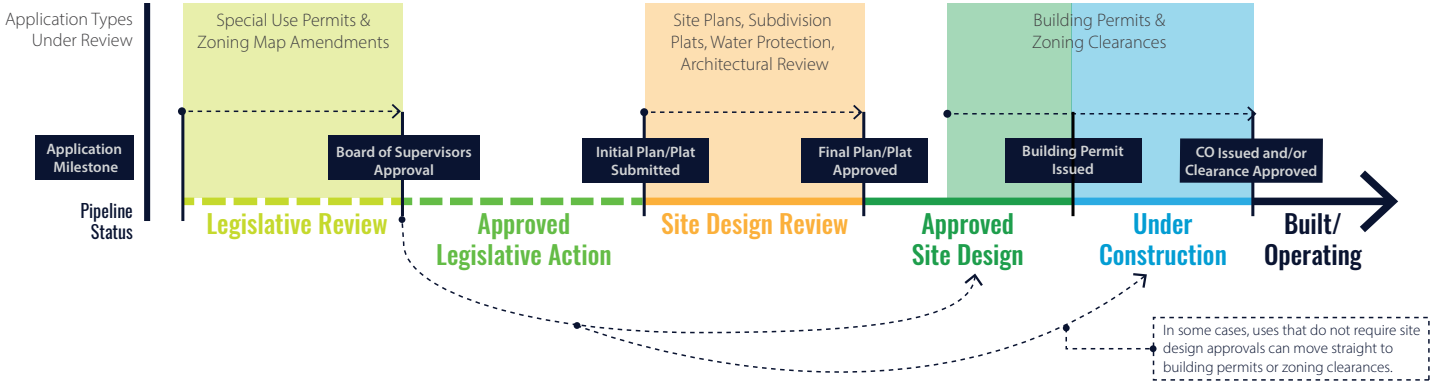 Application Types
Under Review
Special Use Permits &
Zoning Map Amendments
Site Plans, Subdivision
Plats, Water Protection,
Architectural Review
Building Permits &
Zoning Clearances
Application
Milestone
Board of Supervisors
Approval
Initial Plan/Plat
Submitted
Final Plan/Plat
Approved
Building Permit
Issued
CO Issued and/or
Clearance Approved
Pipeline
Status
Legislative Review
Approved
Legislative Action
Site Design Review
Approved
Site Design
Under
Construction
Built/
Operating
In some cases, uses that do not require site
design approvals can move straight to
building permits or zoning clearances.